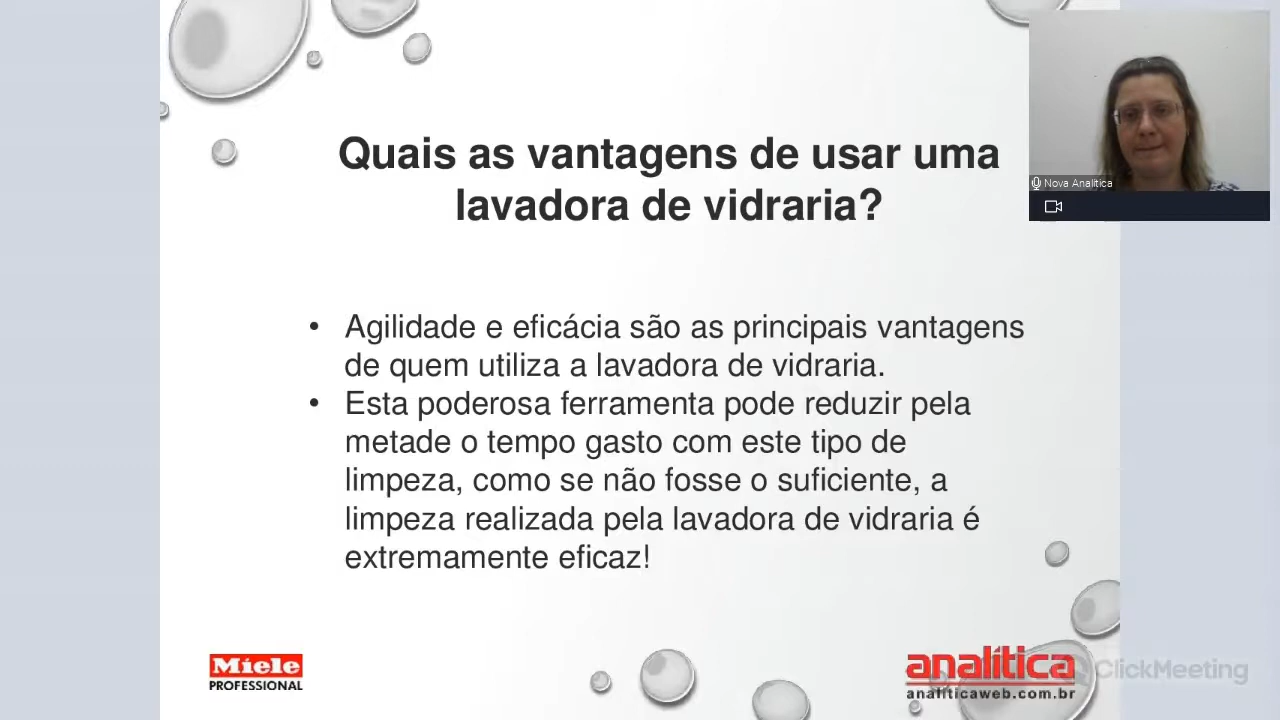 Quais as vantagens de usar uma
lavadora de vidraria?
Nova Analitica
• Agilidade e eficácia são as principais vantagens
de quem utiliza a lavadora de vidraria.
• Esta poderosa ferramenta pode reduzir pela
metade o tempo gasto com este tipo de
limpeza, como se não fosse o suficiente, a
limpeza realizada pela lavadora de vidraria é
extremamente eficaz!
Miele
PROFESSIONAL
analítica
analiticaweb.com.br
ClickMeeting